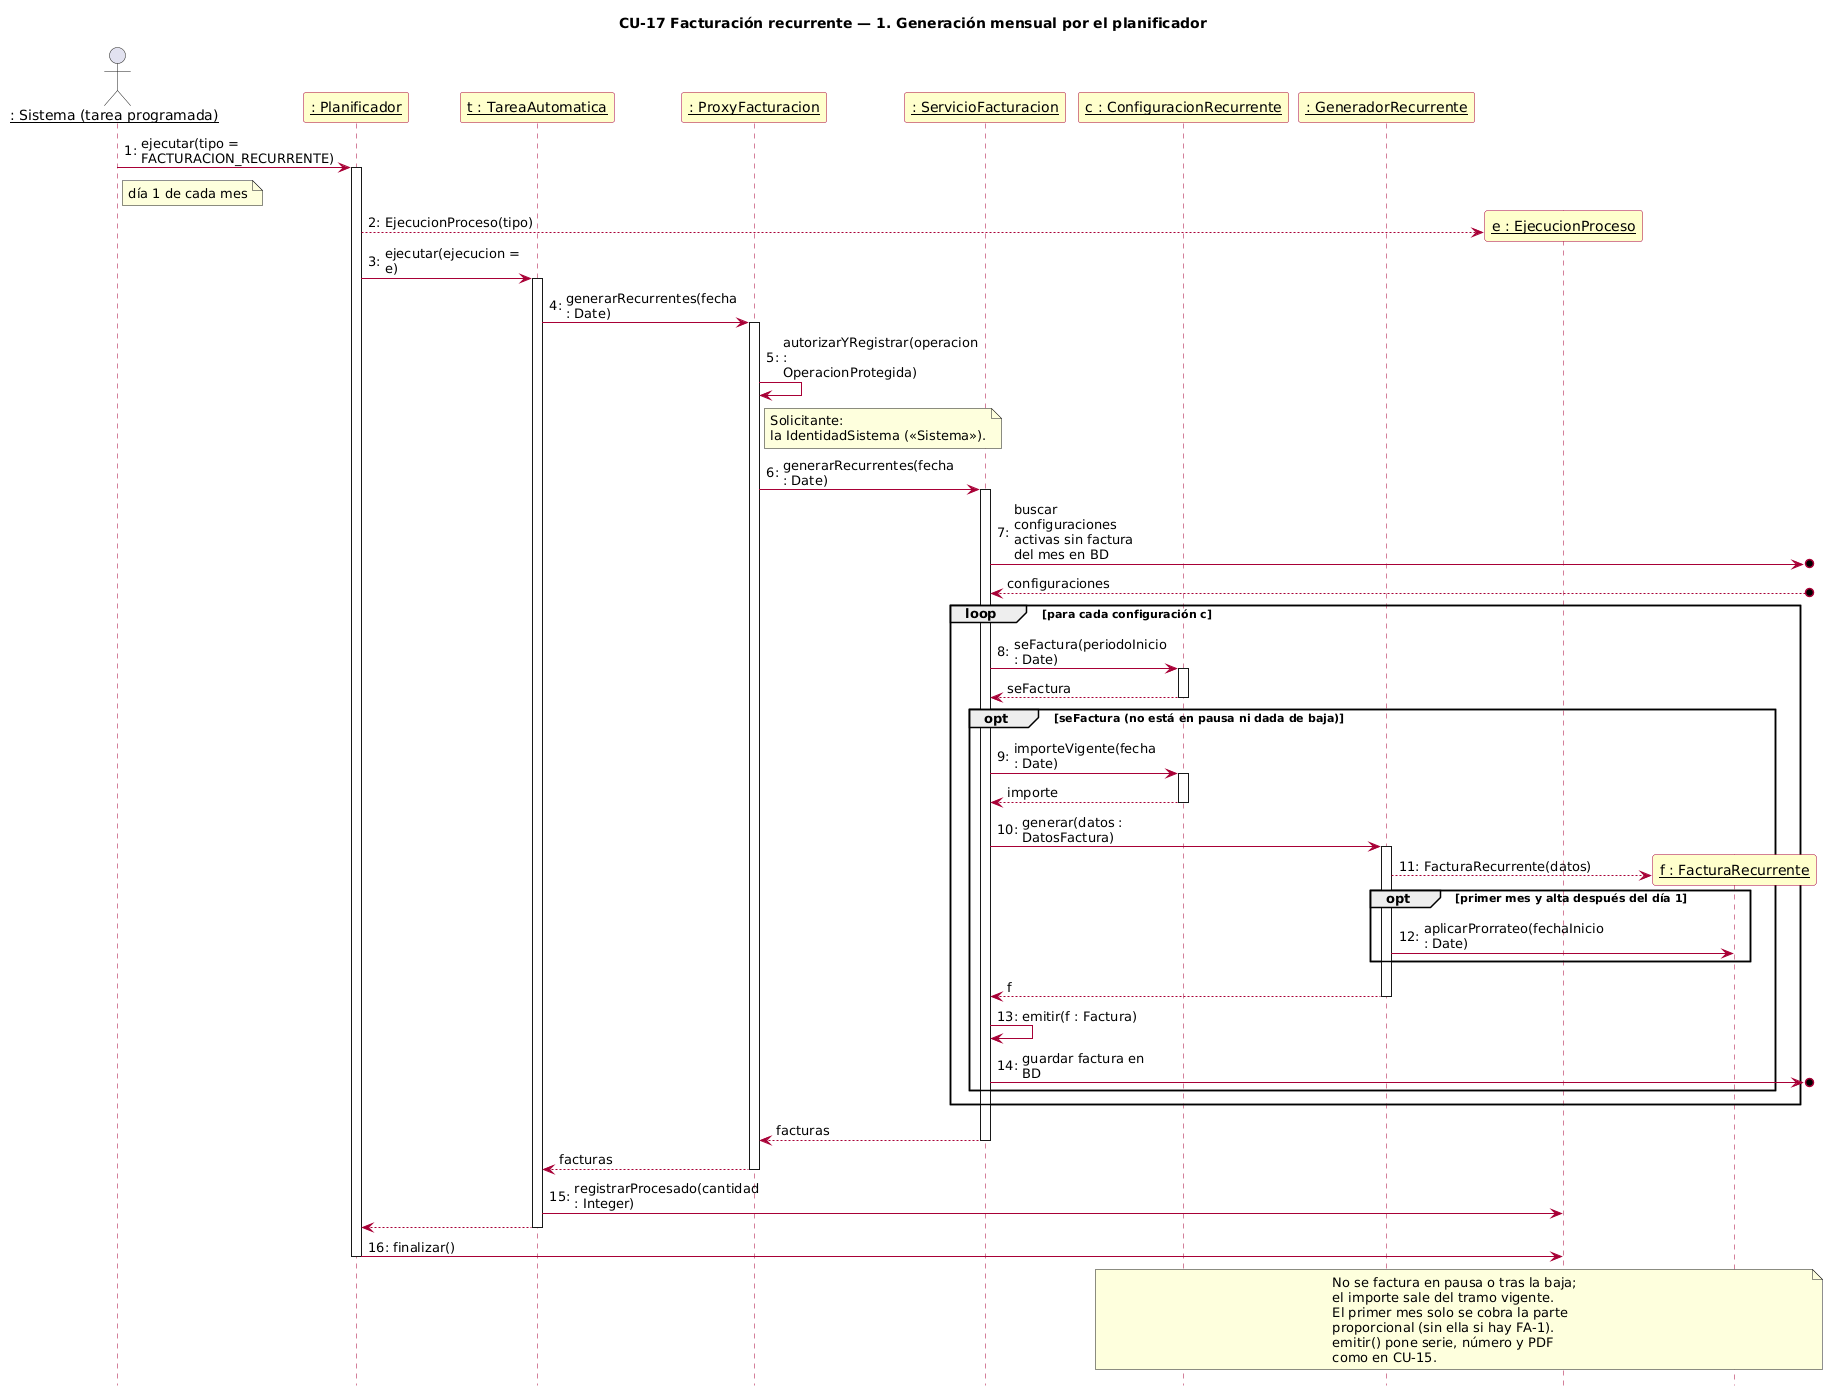 CU-17 Facturación recurrente — 1. Generación mensual por el planificador
: Sistema (tarea programada)
: Planificador
t : TareaAutomatica
: ProxyFacturacion
: ServicioFacturacion
c : ConfiguracionRecurrente
: GeneradorRecurrente
1: ejecutar(tipo =
FACTURACION_RECURRENTE)
día 1 de cada mes
2: EjecucionProceso(tipo)
e : EjecucionProceso
3: ejecutar(ejecucion =
e)
4: generarRecurrentes(fecha
: Date)
5: autorizarYRegistrar(operacion
:
OperacionProtegida)
Solicitante:
la IdentidadSistema («Sistema»).
6: generarRecurrentes(fecha
: Date)
7: buscar
configuraciones
activas sin factura
del mes en BD
configuraciones
loop [para cada configuración c]
8: seFactura(periodoInicio
: Date)
seFactura
opt [seFactura (no está en pausa ni dada de baja)]
9: importeVigente(fecha
: Date)
importe
10: generar(datos :
DatosFactura)
11: FacturaRecurrente(datos)
f : FacturaRecurrente
opt [primer mes y alta después del día 1]
12: aplicarProrrateo(fechaInicio
: Date)
f
13: emitir(f : Factura)
14: guardar factura en
BD
facturas
facturas
15: registrarProcesado(cantidad
: Integer)
16: finalizar()
No se factura en pausa o tras la baja;
el importe sale del tramo vigente.
El primer mes solo se cobra la parte
proporcional (sin ella si hay FA-1).
emitir() pone serie, número y PDF
como en CU-15.